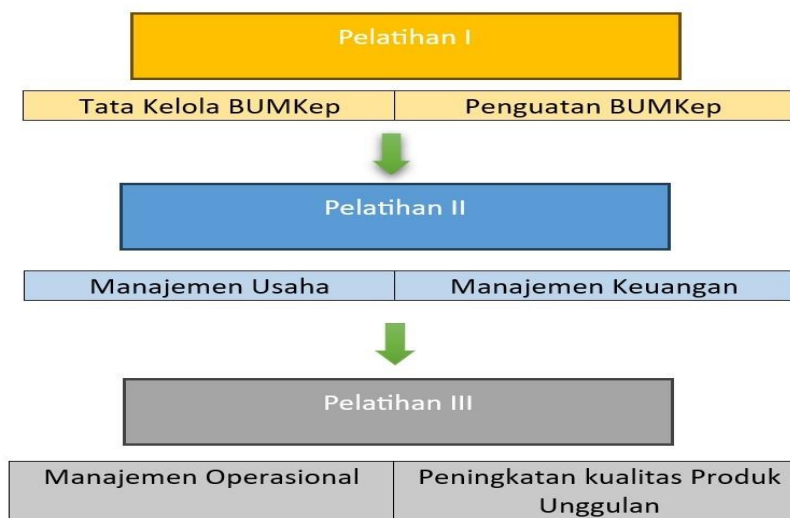 Pelatihan I
Tata Kelola BUMKep
Penguatan BUMKep
Pelatihan II
Manajemen Usaha
Manajemen Keuangan
Pelatihan III
Manajemen Operasional
Peningkatan kualitas Produk
Unggulan